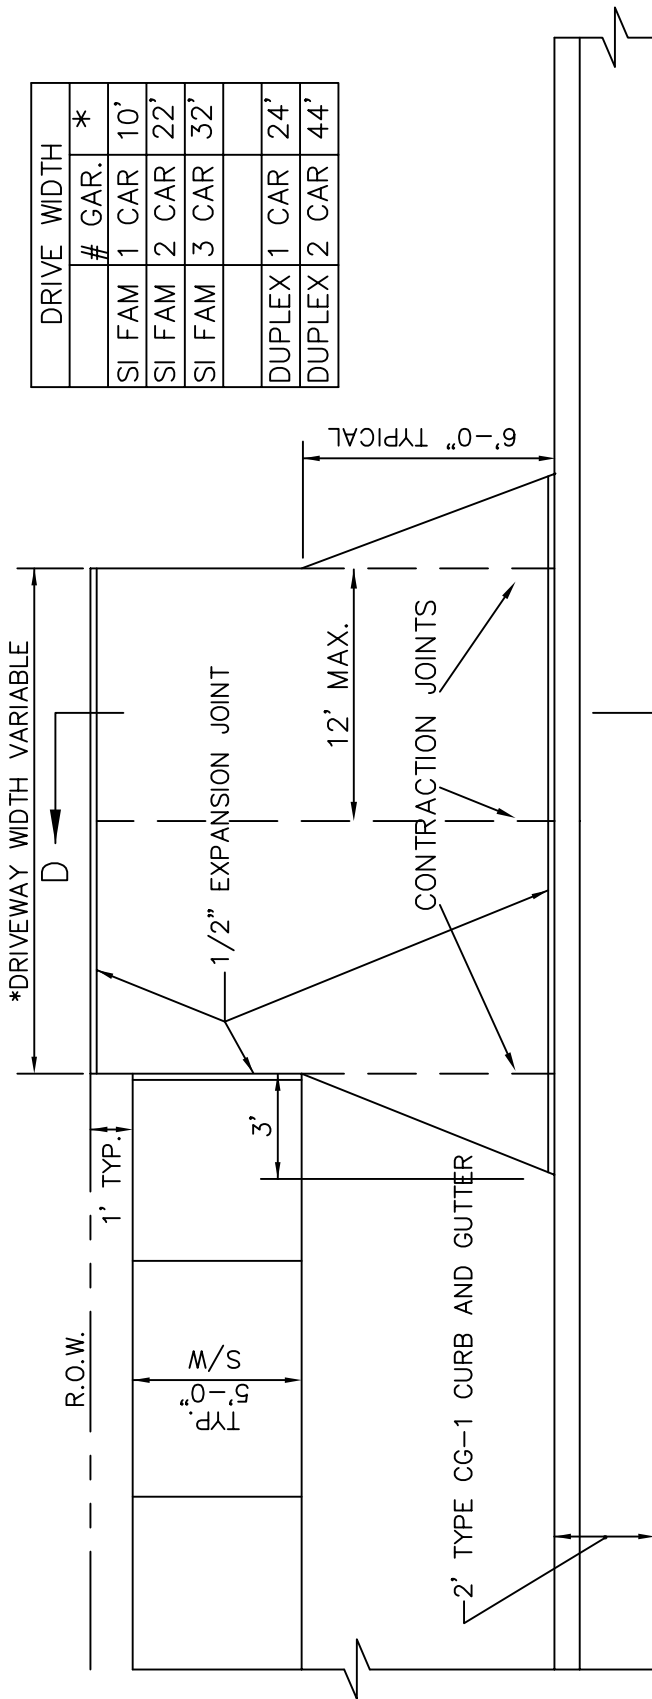 DRIVE WIDTH
# GAR. *
SI FAM 1 CAR 10'
SI FAM 2 CAR 22'
SI FAM 3 CAR 32'
DUPLEX 1 CAR 24'
DUPLEX 2 CAR 44'
*DRIVEWAY WIDTH VARIABLE
D
1/2" EXPANSION JOINT
12' MAX.
6'-0" TYPICAL
CONTRACTION JOINTS
R.O.W.
1' TYP.
3'
TYP.
5'-0"
S/W
2' TYPE CG-1 CURB AND GUTTER